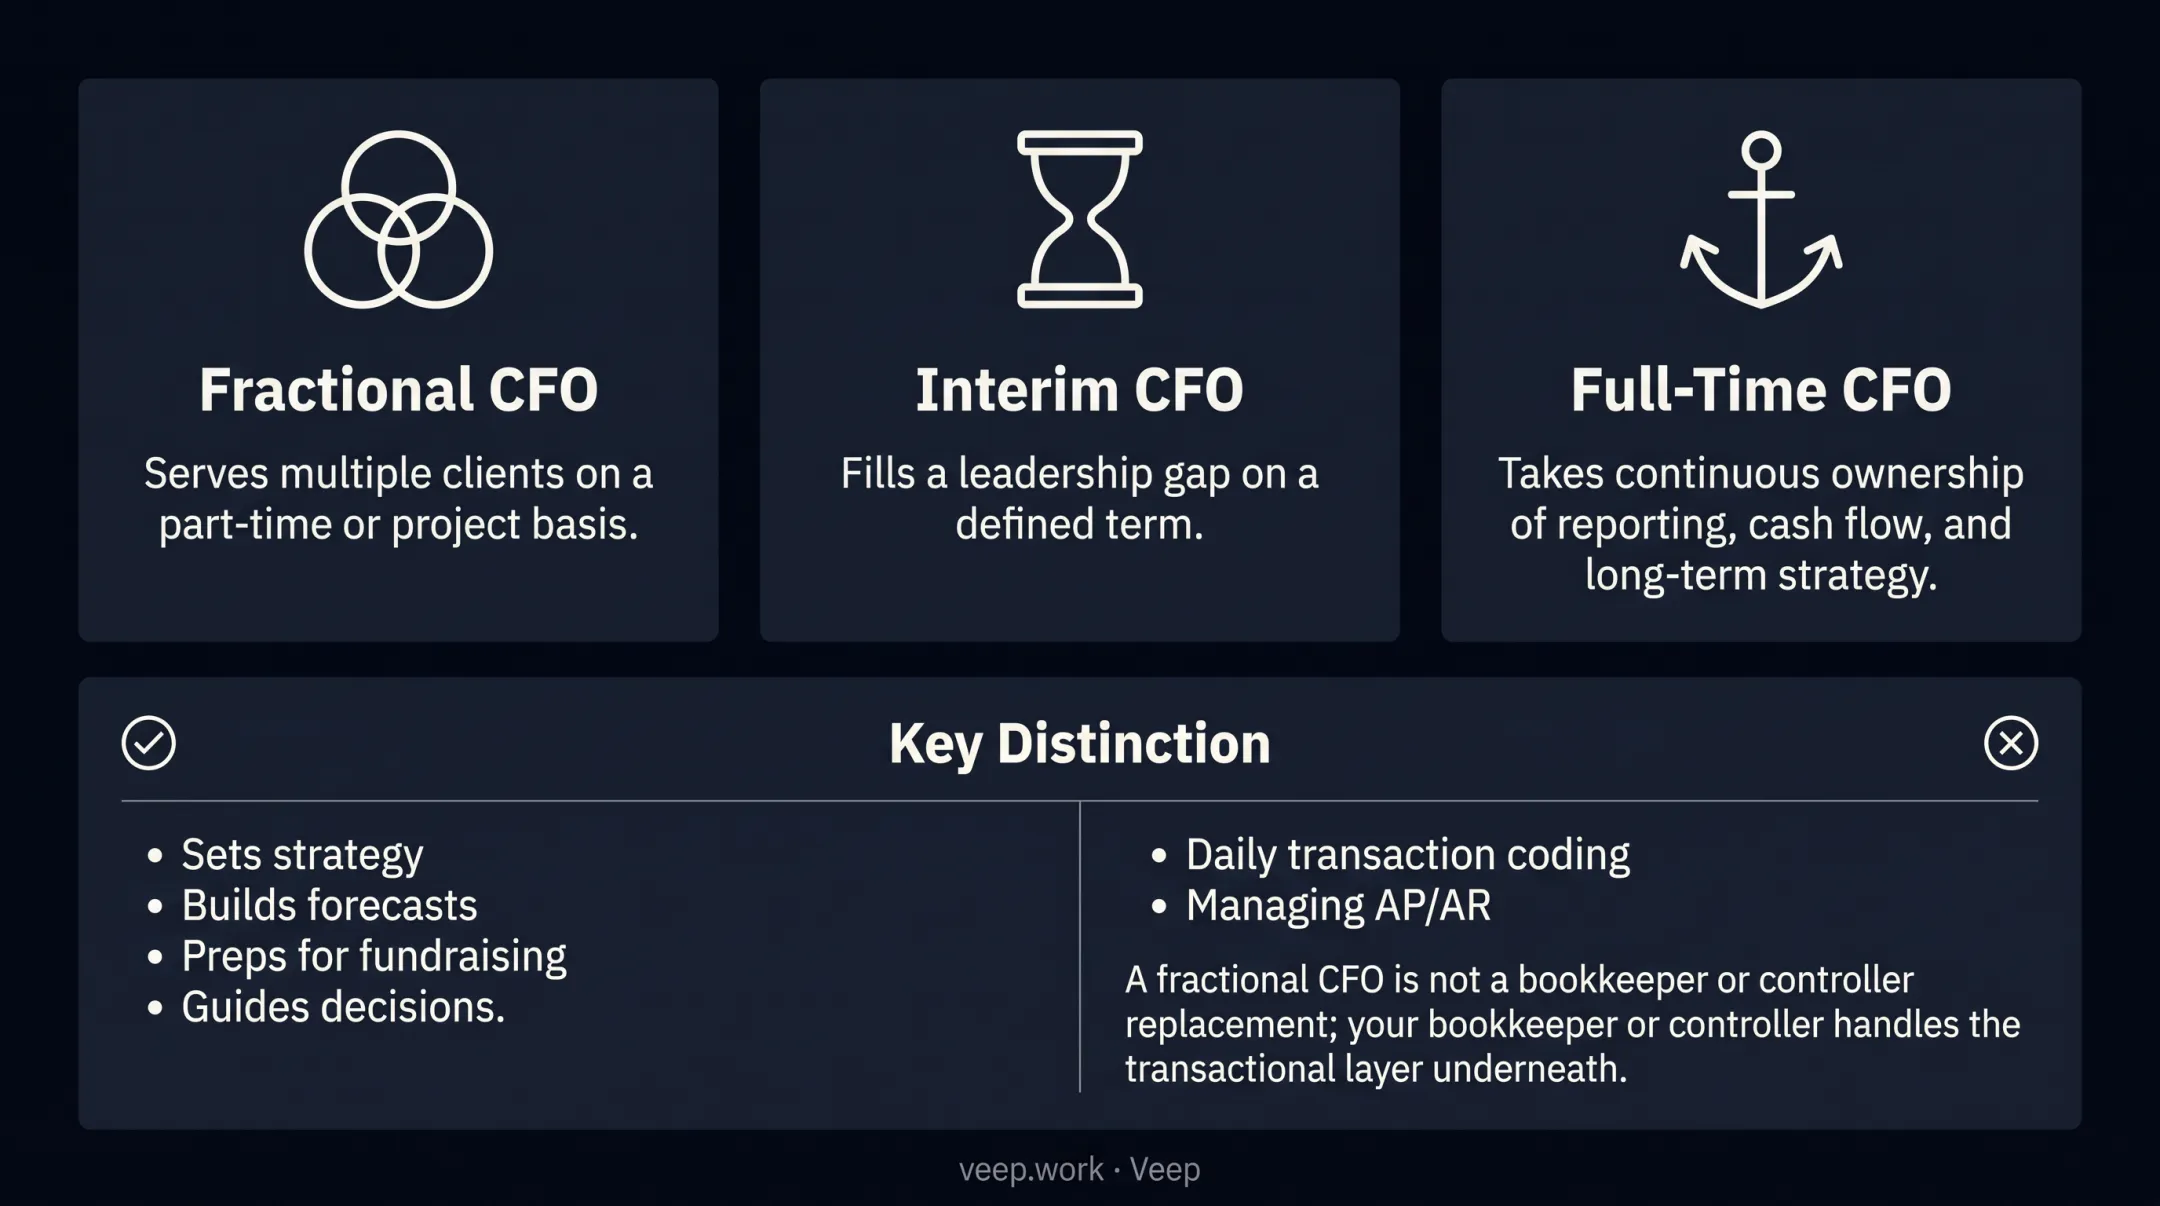 Fractional CFO
Serves multiple clients on a
part-time or project basis.
Interim CFO
Fills a leadership gap on a
defined term.
Full-Time CFO
Takes continuous ownership
of reporting, cash flow, and
long-term strategy.
Key Distinction
• Sets strategy
• Builds forecasts
• Preps for fundraising
• Guides decisions.
• Daily transaction coding
• Managing AP/AR
A fractional CFO is not a bookkeeper or controller
replacement; your bookkeeper or controller handles the
transactional layer underneath.
veep.work · Veep